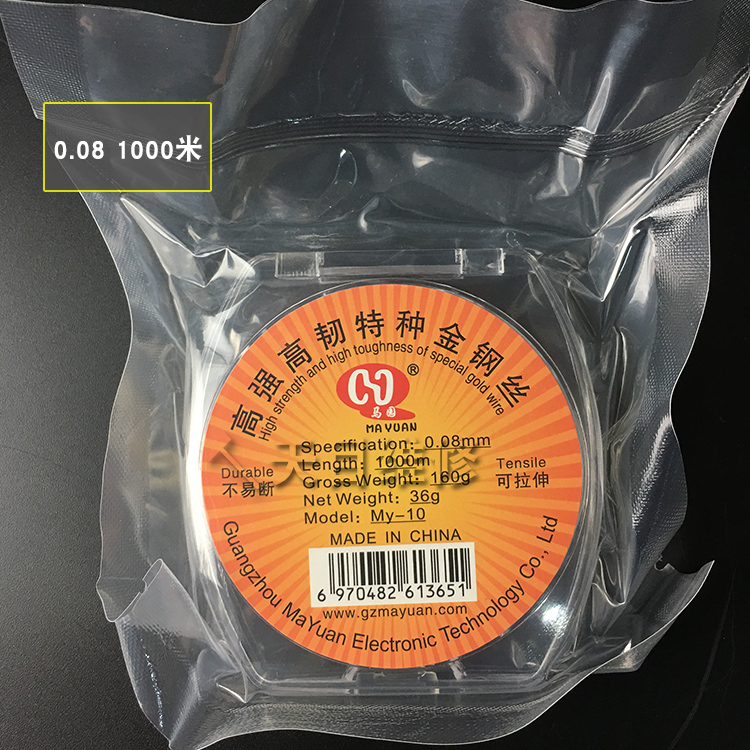 0.08 1000米
高强高韧特种金钢丝
High strength and high toughness of special gold wire
®
马园
MAYUAN
Specification: 0.08mm
Length: 1000m
Gross Weight: 160g
Net Weight: 36g
Model: My-10
Durable
不易断
Tensile
可拉伸
MADE IN CHINA
6 970482 613651
www.gzmayuan.com
Guangzhou MaYuan Electronic Technology Co., Ltd